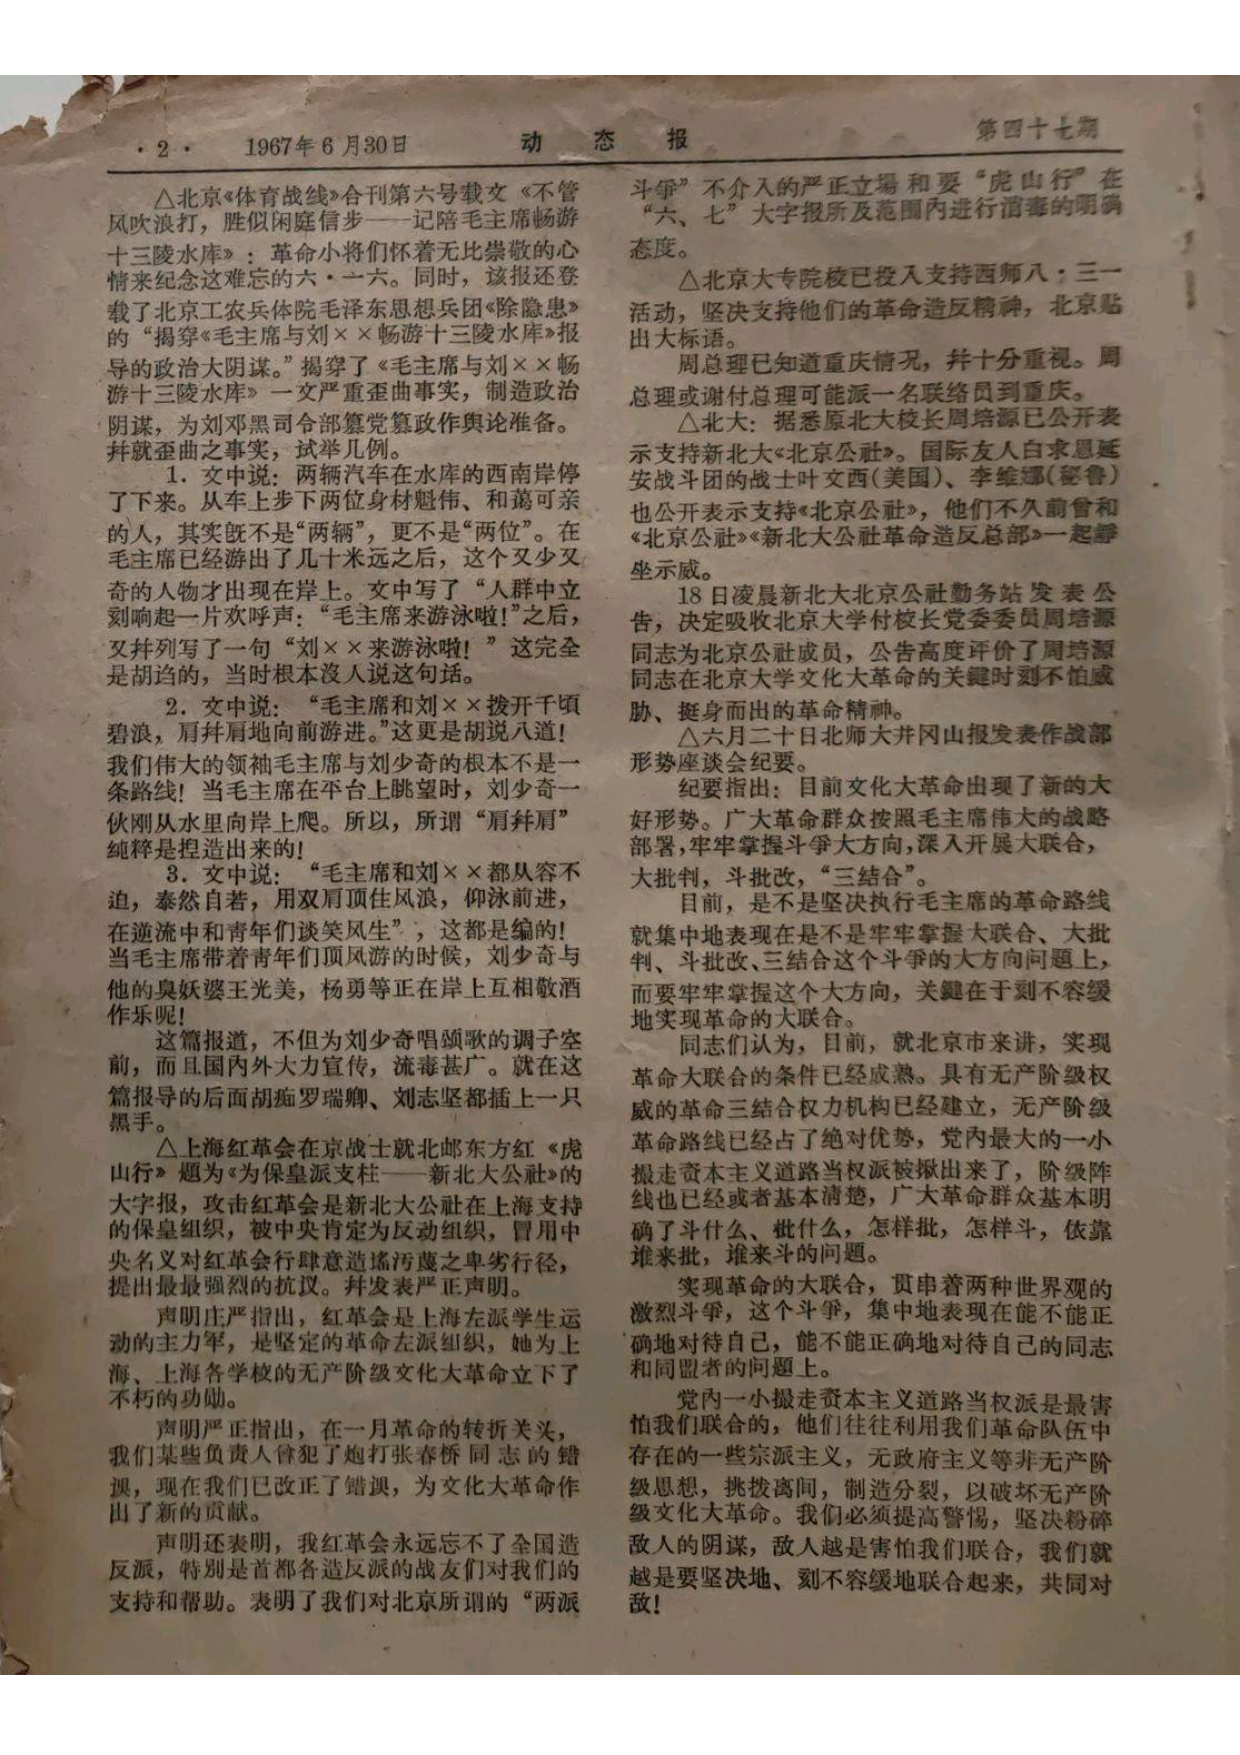 ·2· 1967年6月30日 动态报 第四十七期
△北京《体育战线》合刊第六号载文《不管
风吹浪打，胜似闲庭信步——记陪毛主席畅游
十三陵水库》：革命小将们怀着无比崇敬的心
情来纪念这难忘的六·一六。同时，该报还登
载了北京工农兵体院毛泽东思想兵团《除隐患》
的“揭穿《毛主席与刘××畅游十三陵水库》报
导的政治大阴谋。”揭穿了《毛主席与刘××畅
游十三陵水库》一文严重歪曲事实，制造政治
阴谋，为刘邓黑司令部篡党篡政作舆论准备。
幷就歪曲之事实，试举几例。
1．文中说：两辆汽车在水库的西南岸停
了下来。从车上步下两位身材魁伟、和蔼可亲
的人，其实旣不是“两辆”，更不是“两位”。在
毛主席已经游出了几十米远之后，这个又少又
奇的人物才出现在岸上。文中写了“人群中立
刻响起一片欢呼声：“毛主席来游泳啦！”之后，
又幷列写了一句“刘××来游泳啦！”这完全
是胡诌的，当时根本沒人说这句话。
2．文中说：“毛主席和刘××拨开千頃
碧浪，肩幷肩地向前游进。”这更是胡说八道！
我们伟大的领袖毛主席与刘少奇的根本不是一
条路线！当毛主席在平台上眺望时，刘少奇一
伙刚从水里向岸上爬。所以，所谓“肩幷肩”
纯粹是捏造出来的！
3．文中说：“毛主席和刘××都从容不
迫，泰然自若，用双肩顶住风浪，仰泳前进，
在逆流中和靑年们谈笑风生”，这都是编的！
当毛主席带着靑年们顶风游的时候，刘少奇与
他的臭妖婆王光美，杨勇等正在岸上互相敬酒
作乐呢！
这篇报道，不但为刘少奇唱颂歌的调子空
前，而且国内外大力宣传，流毒甚广。就在这
篇报导的后面胡痴罗瑞卿、刘志坚都插上一只
黑手。
△上海红革会在京战士就北邮东方红《虎
山行》题为《为保皇派支柱——新北大公社》的
大字报，攻击红革会是新北大公社在上海支持
的保皇组织，被中央肯定为反动组织，冒用中
央名义对红革会行肆意造谣污蔑之卑劣行径，
提出最最强烈的抗议。幷发表严正声明。
声明庄严指出，红革会是上海左派学生运
动的主力军，是坚定的革命左派组织，她为上
海、上海各学校的无产阶级文化大革命立下了
不朽的功勋。
声明严正指出，在一月革命的转折关头，
我们某些负责人曾犯了炮打张春桥同志的错
误，现在我们已改正了错误，为文化大革命作
出了新的贡献。
声明还表明，我红革会永远忘不了全国造
反派，特别是首都各造反派的战友们对我们的
支持和帮助。表明了我们对北京所谓的“两派
斗爭”不介入的严正立場和要“虎山行”在
“六、七”大字报所及范围内进行消毒的明确
态度。
△北京大专院校已投入支持西师八·三一
活动，坚决支持他们的革命造反精神，北京贴
出大标语。
周总理已知道重庆情况，幷十分重视。周
总理或谢付总理可能派一名联络员到重庆。
△北大：据悉原北大校长周培源已公开表
示支持新北大《北京公社》。国际友人白求恩延
安战斗团的战士叶文西(美国)、李维娜(秘鲁)
也公开表示支持《北京公社》，他们不久前曾和
《北京公社》《新北大公社革命造反总部》一起靜
坐示威。
18日凌晨新北大北京公社勤务站发表公
告，决定吸收北京大学付校长党委委员周培源
同志为北京公社成员，公告高度评价了周培源
同志在北京大学文化大革命的关鍵时刻不怕威
胁、挺身而出的革命精神。
△六月二十日北师大井冈山报发表作战部
形势座谈会纪要。
纪要指出：目前文化大革命出现了新的大
好形势。广大革命群众按照毛主席伟大的战略
部署，牢牢掌握斗爭大方向，深入开展大联合，
大批判，斗批改，“三结合”。
目前，是不是坚决执行毛主席的革命路线
就集中地表现在是不是牢牢掌握大联合、大批
判、斗批改、三结合这个斗爭的大方向问题上，
而要牢牢掌握这个大方向，关鍵在于刻不容缓
地实现革命的大联合。
同志们认为，目前，就北京市来讲，实现
革命大联合的条件已经成熟。具有无产阶级权
威的革命三结合权力机构已经建立，无产阶级
革命路线已经占了绝对优势，党内最大的一小
撮走资本主义道路当权派被揪出来了，阶级阵
线也已经或者基本清楚，广大革命群众基本明
确了斗什么、批什么，怎样批，怎样斗，依靠
谁来批，谁来斗的问题。
实现革命的大联合，贯串着两种世界观的
激烈斗爭，这个斗爭，集中地表现在能不能正
确地对待自己，能不能正确地对待自己的同志
和同盟者的问题上。
党内一小撮走资本主义道路当权派是最害
怕我们联合的，他们往往利用我们革命队伍中
存在的一些宗派主义，无政府主义等非无产阶
级思想，挑拨离间，制造分裂，以破坏无产阶
级文化大革命。我们必须提高警惕，坚决粉碎
敌人的阴谋，敌人越是害怕我们联合，我们就
越是要坚决地、刻不容缓地联合起来，共同对
敌！